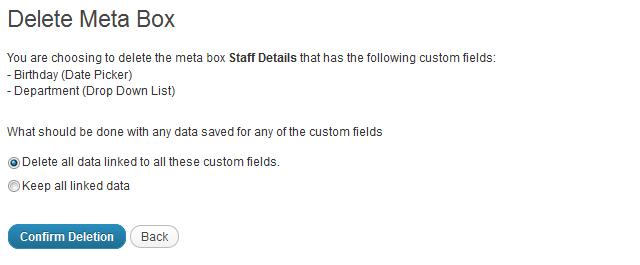 Delete Meta Box
You are choosing to delete the meta box Staff Details that has the following custom fields:
- Birthday (Date Picker)
- Department (Drop Down List)
What should be done with any data saved for any of the custom fields
Delete all data linked to all these custom fields.
Keep all linked data
Confirm Deletion Back